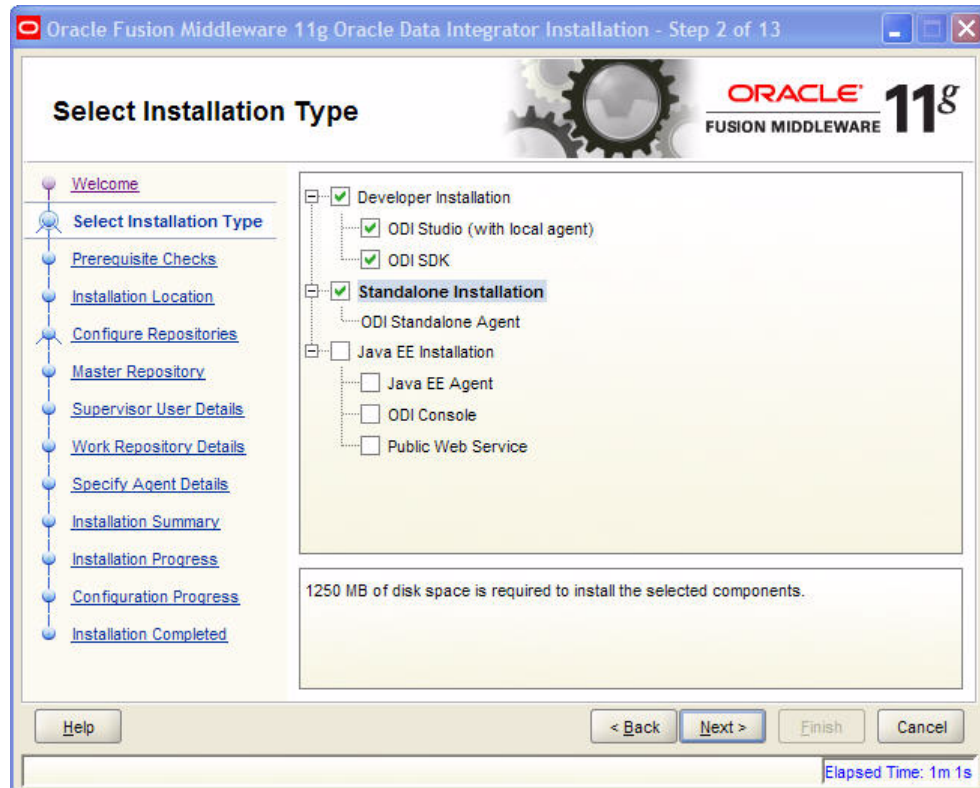 Oracle Fusion Middleware 11g Oracle Data Integrator Installation - Step 2 of 13
Select Installation Type
ORACLE
FUSION MIDDLEWARE 11g
Welcome
Select Installation Type
Prerequisite Checks
Installation Location
Configure Repositories
Master Repository
Supervisor User Details
Work Repository Details
Specify Agent Details
Installation Summary
Installation Progress
Configuration Progress
Installation Completed
Developer Installation
ODI Studio (with local agent)
ODI SDK
Standalone Installation
ODI Standalone Agent
Java EE Installation
Java EE Agent
ODI Console
Public Web Service
1250 MB of disk space is required to install the selected components.
Help
< Back
Next >
Finish
Cancel
Elapsed Time: 1m 1s